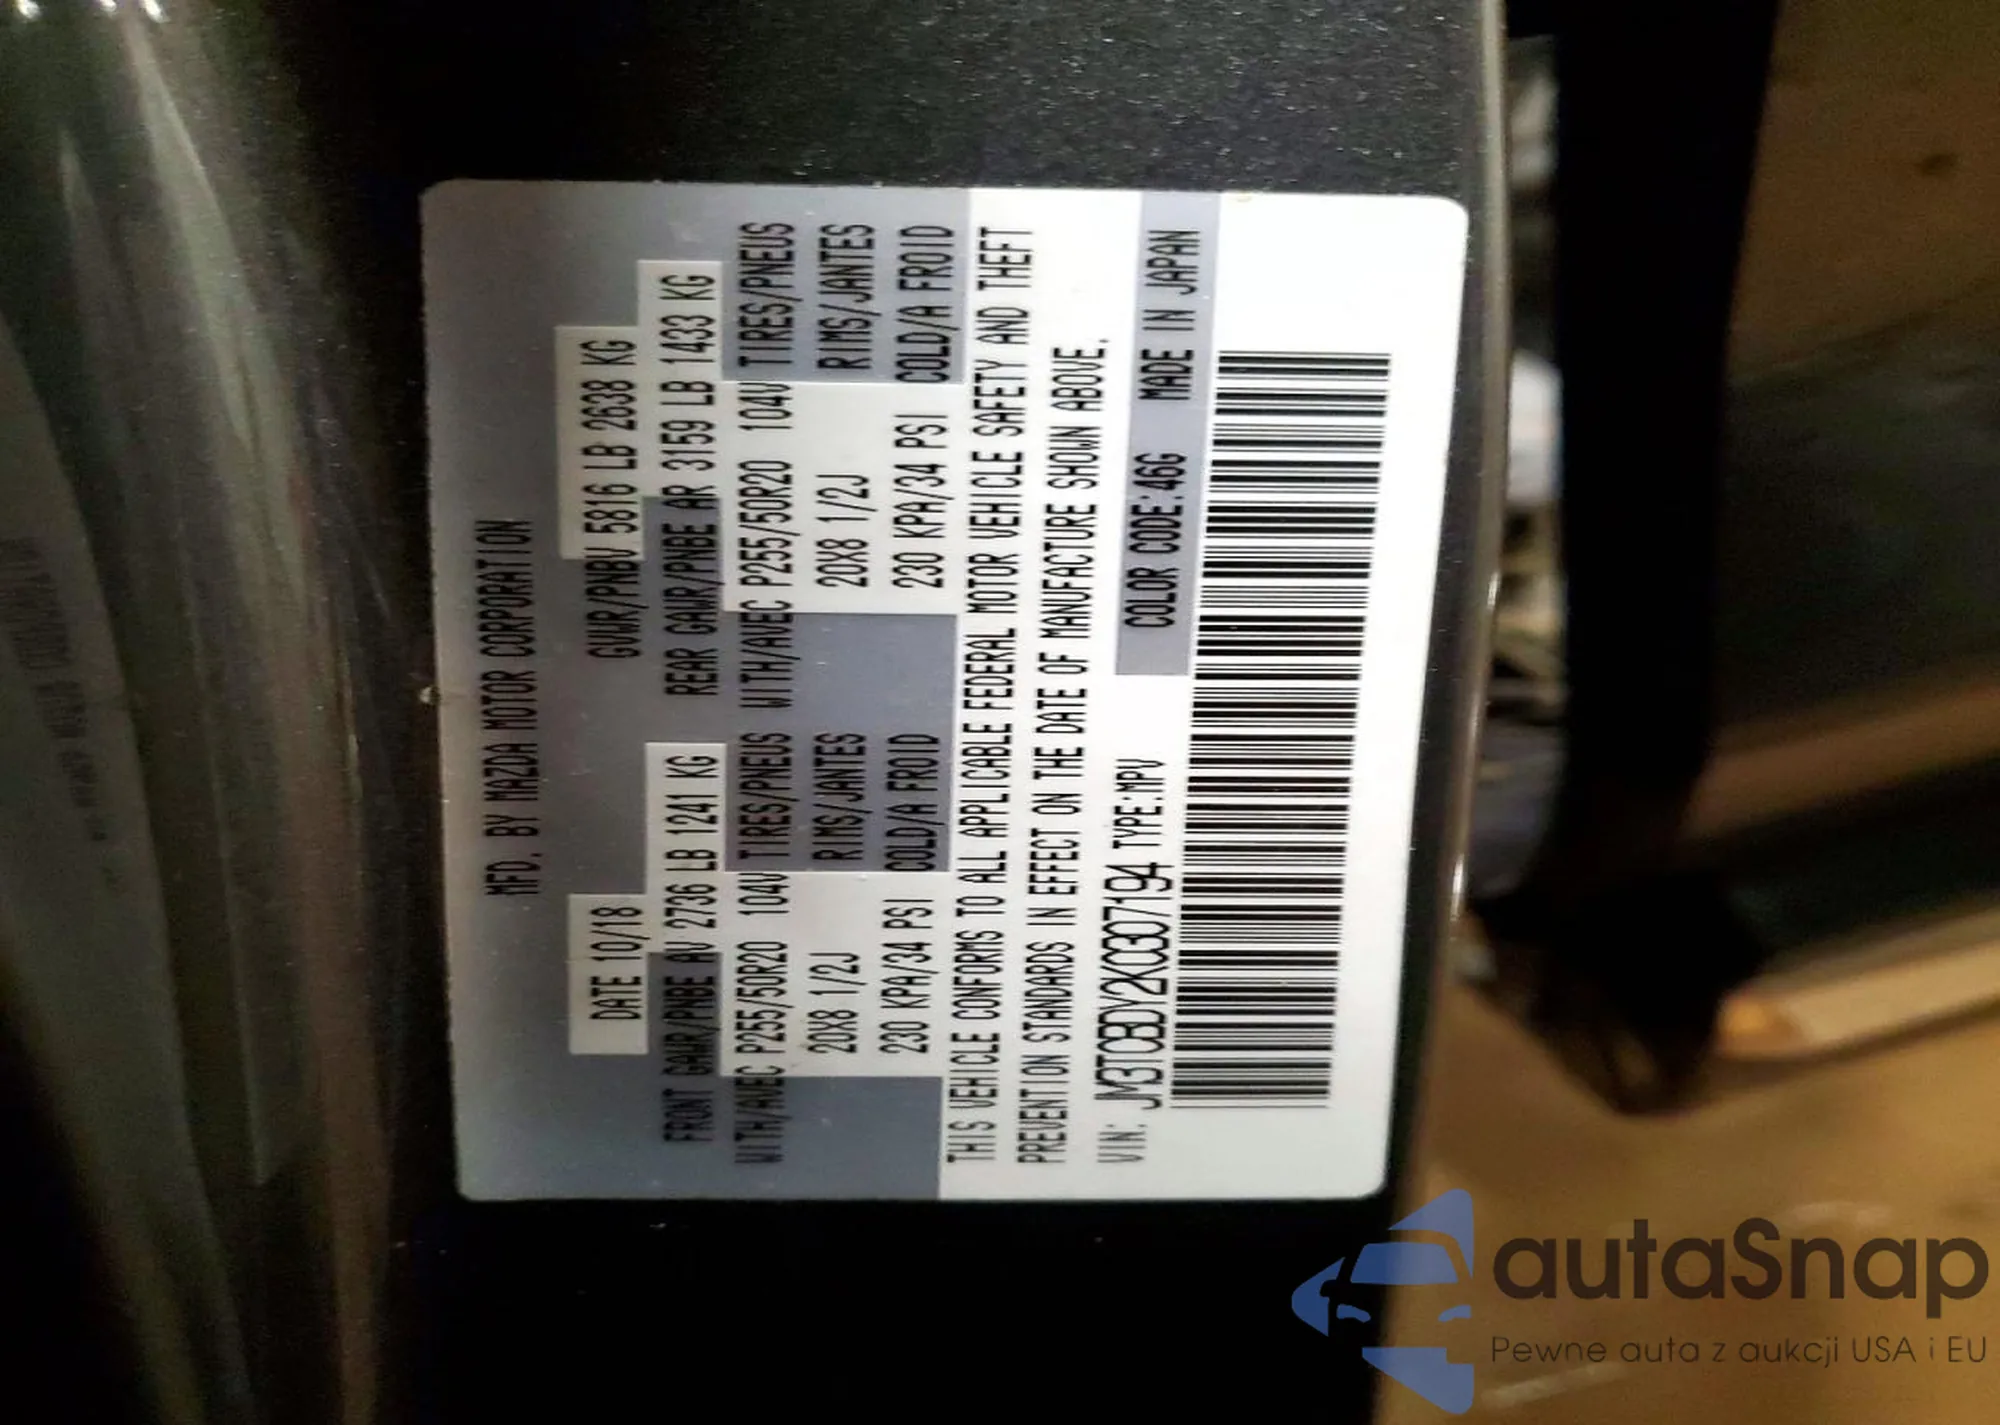 MFD. BY MAZDA MOTOR CORPORATION
DATE 10/18 GVWR/PNBV 5816 LB 2638 KG
FRONT GAWR/PNBE AV 2736 LB 1241 KG REAR GAWR/PNBE AR 3159 LB 1433 KG
WITH/AVEC P255/50R20 104V TIRES/PNEUS WITH/AVEC P255/50R20 104V TIRES/PNEUS
20X8 1/2J RIMS/JANTES 20X8 1/2J RIMS/JANTES
230 KPA/34 PSI COLD/A FROID 230 KPA/34 PSI COLD/A FROID
THIS VEHICLE CONFORMS TO ALL APPLICABLE FEDERAL MOTOR VEHICLE SAFETY AND THEFT
PREVENTION STANDARDS IN EFFECT ON THE DATE OF MANUFACTURE SHOWN ABOVE.
VIN: JM3TCBDY2K0307194 TYPE:MPV COLOR CODE:46G MADE IN JAPAN
autaSnap
Pewne auta z aukcji USA i EU